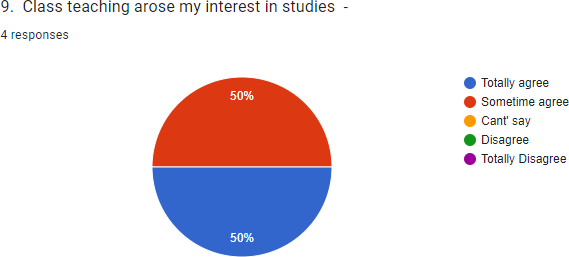 9.  Class teaching arose my interest in studies  -
4 responses
50%
50%
Totally agree
Sometime agree
Cant' say
Disagree
Totally Disagree